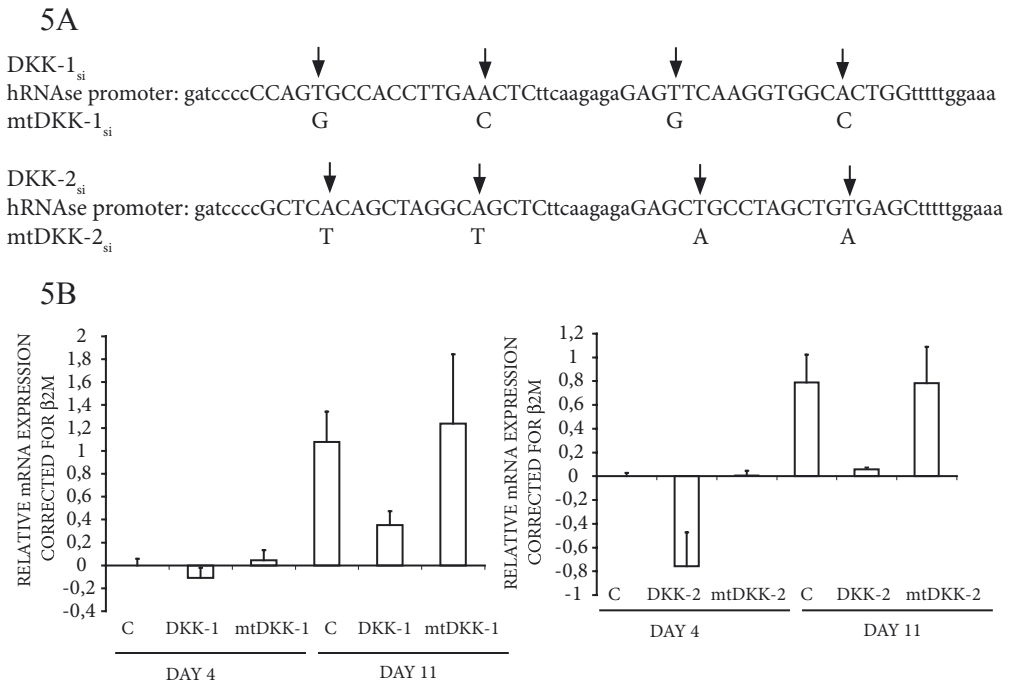 5A
DKK-1si
hRNAse promoter: gatccccCCAGTGCCACCTTGAACTCttcaagagaGAGTTCAAGGTGGCACTGGtttttggaaa
mtDKK-1si G C G C
DKK-2si
hRNAse promoter: gatccccGCTCACAGCTAGGCAGCTCttcaagagaGAGCTGCCTAGCTGTGAGCtttttggaaa
mtDKK-2si T T A A
5B
RELATIVE mRNA EXPRESSION
CORRECTED FOR β2M
2
1,8
1,6
1,4
1,2
1
0,8
0,6
0,4
0,2
0
-0,2
-0,4
C DKK-1 mtDKK-1 C DKK-1 mtDKK-1
DAY 4 DAY 11
RELATIVE mRNA EXPRESSION
CORRECTED FOR β2M
1,2
1
0,8
0,6
0,4
0,2
0
-0,2
-0,4
-0,6
-0,8
-1
C DKK-2 mtDKK-2 C DKK-2 mtDKK-2
DAY 4 DAY 11